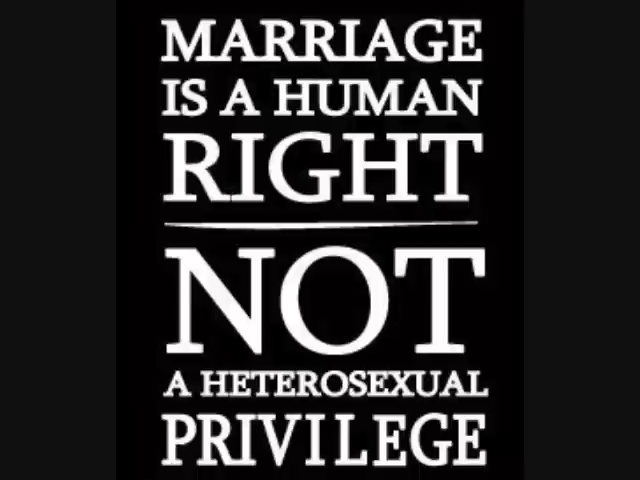 MARRIAGE
IS A HUMAN
RIGHT
NOT
A HETEROSEXUAL
PRIVILEGE